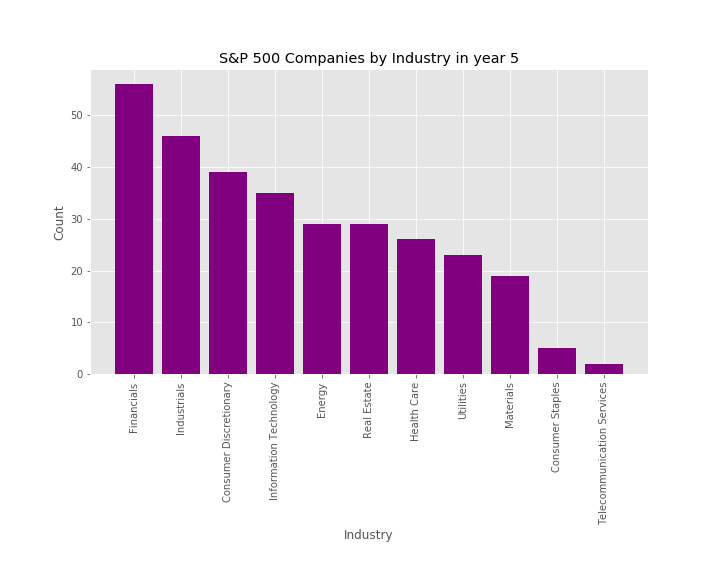 S&P 500 Companies by Industry in year 5
Count
50
40
30
20
10
0
Financials
Industrials
Consumer Discretionary
Information Technology
Energy
Real Estate
Health Care
Utilities
Materials
Consumer Staples
Telecommunication Services
Industry